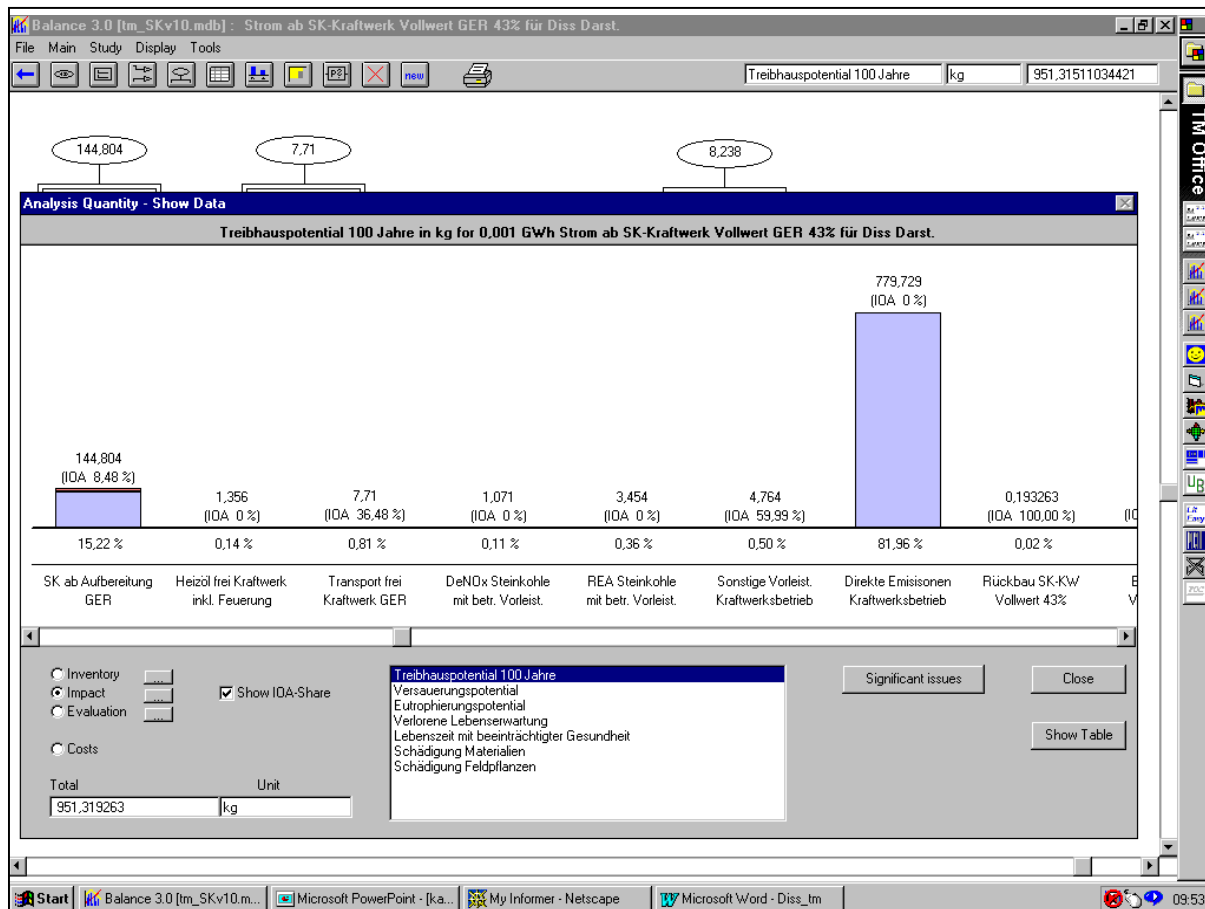 Balance 3.0 [tm_SKv10.mdb] : Strom ab SK-Kraftwerk Vollwert GER 43% für Diss Darst.
File Main Study Display Tools
new
Treibhauspotential 100 Jahre kg 951,31511034421
144,804 7,71 8,238
TM Office
Analysis Quantity - Show Data
Treibhauspotential 100 Jahre in kg for 0,001 GWh Strom ab SK-Kraftwerk Vollwert GER 43% für Diss Darst.
779,729
(IOA 0 %)
144,804
(IOA 8,48 %)
1,356 7,71 1,071 3,454 4,764 0,193263
(IOA 0 %) (IOA 36,48 %) (IOA 0 %) (IOA 0 %) (IOA 59,99 %) (IOA 100,00 %)
15,22 % 0,14 % 0,81 % 0,11 % 0,36 % 0,50 % 81,96 % 0,02 %
SK ab Aufbereitung Heizöl frei Kraftwerk Transport frei DeNOx Steinkohle REA Steinkohle Sonstige Vorleist. Direkte Emisisonen Rückbau SK-KW
GER inkl. Feuerung Kraftwerk GER mit betr. Vorleist. mit betr. Vorleist. Kraftwerksbetrieb Kraftwerksbetrieb Vollwert 43%
Inventory ...
Impact ...
Evaluation ...
Costs
Show IOA-Share
Total Unit
951,319263 kg
Treibhauspotential 100 Jahre
Versauerungspotential
Eutrophierungspotential
Verlorene Lebenserwartung
Lebenszeit mit beeinträchtigter Gesundheit
Schädigung Materialien
Schädigung Feldpflanzen
Significant issues Close
Show Table
Start Balance 3.0 [tm_SKv10.m... Microsoft PowerPoint - [ka... My Informer - Netscape Microsoft Word - Diss_tm 09:53